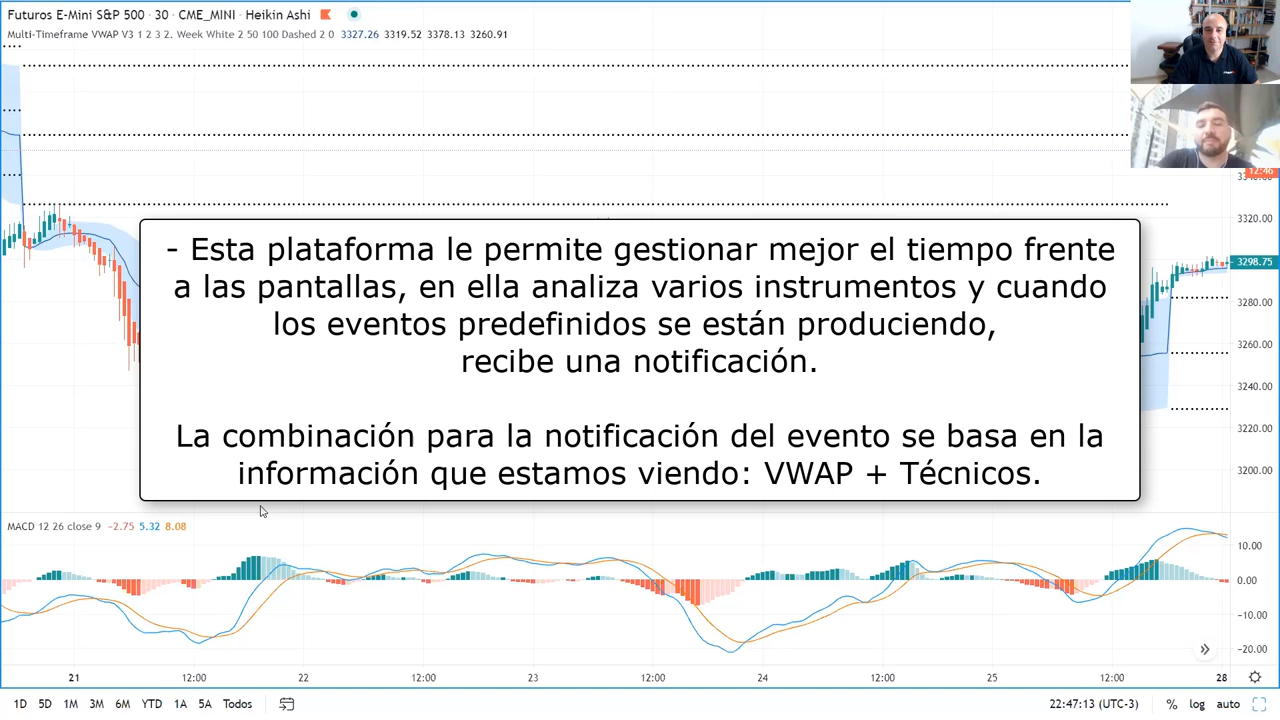 Futuros E-Mini S&P 500 · 30 · CME_MINI · Heikin Ashi
Multi-Timeframe VWAP V3 1 2 3 2. Week White 2 50 100 Dashed 2 0 3327.26 3319.52 3378.13 3260.91
12:46
3340.00
3320.00
3298.75
3280.00
3260.00
3240.00
3220.00
3200.00
- Esta plataforma le permite gestionar mejor el tiempo frente
a las pantallas, en ella analiza varios instrumentos y cuando
los eventos predefinidos se están produciendo,
recibe una notificación.
La combinación para la notificación del evento se basa en la
información que estamos viendo: VWAP + Técnicos.
MACD 12 26 close 9 −2.75 5.32 8.08
10.00
0.00
−10.00
−20.00
21 12:00 22 12:00 23 12:00 24 12:00 25 12:00 28
1D 5D 1M 3M 6M YTD 1A 5A Todos 22:47:13 (UTC-3) % log auto